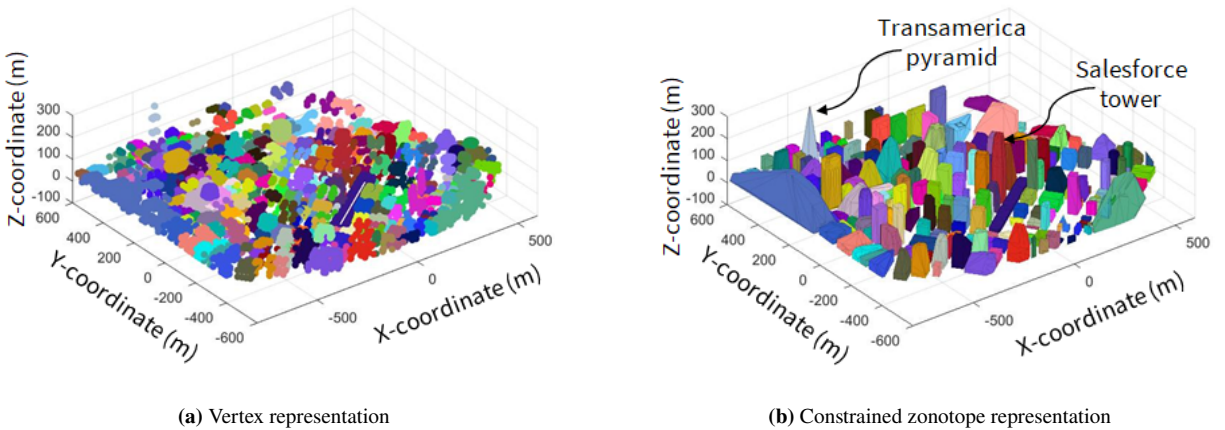 300
200
100
0
-100
600
400
200
0
-200
-400
-600
-500
0
500
Z-coordinate (m)
Y-coordinate (m)
X-coordinate (m)
(a) Vertex representation
Transamerica
pyramid
Salesforce
tower
300
200
100
0
-100
600
400
200
0
-200
-400
-600
-500
0
500
Z-coordinate (m)
Y-coordinate (m)
X-coordinate (m)
(b) Constrained zonotope representation